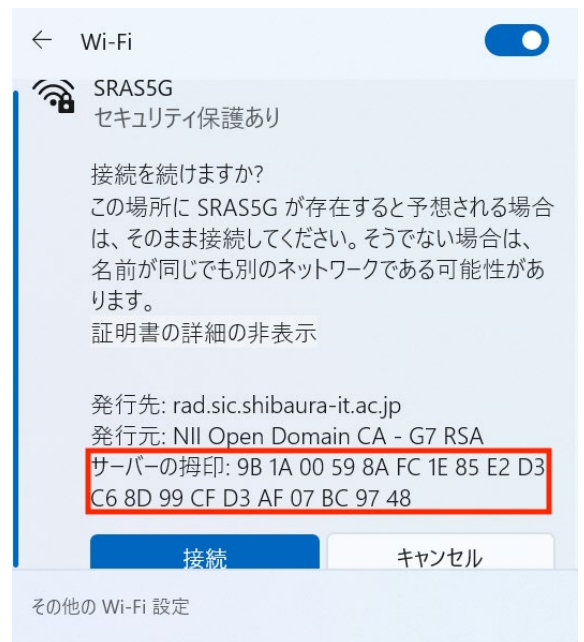 Wi-Fi
SRAS5G
セキュリティ保護あり
接続を続けますか?
この場所に SRAS5G が存在すると予想される場合
は、そのまま接続してください。そうでない場合は、
名前が同じでも別のネットワークである可能性があ
ります。
証明書の詳細の非表示
発行先: rad.sic.shibaura-it.ac.jp
発行元: NII Open Domain CA - G7 RSA
サーバーの拇印: 9B 1A 00 59 8A FC 1E 85 E2 D3
C6 8D 99 CF D3 AF 07 BC 97 48
接続 キャンセル
その他の Wi-Fi 設定